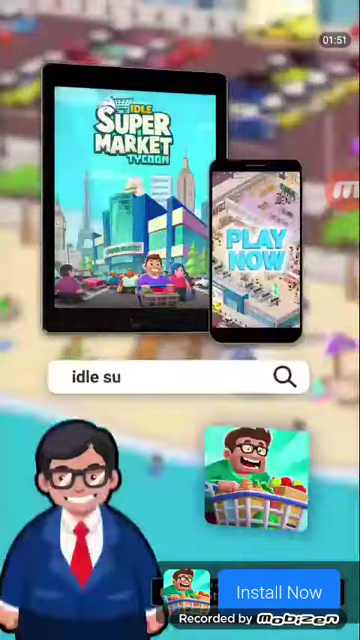 01:51
IDLE
SUPER
MARKET
TYCOON
PLAY
NOW
idle su
Install Now
Recorded by Mobizen